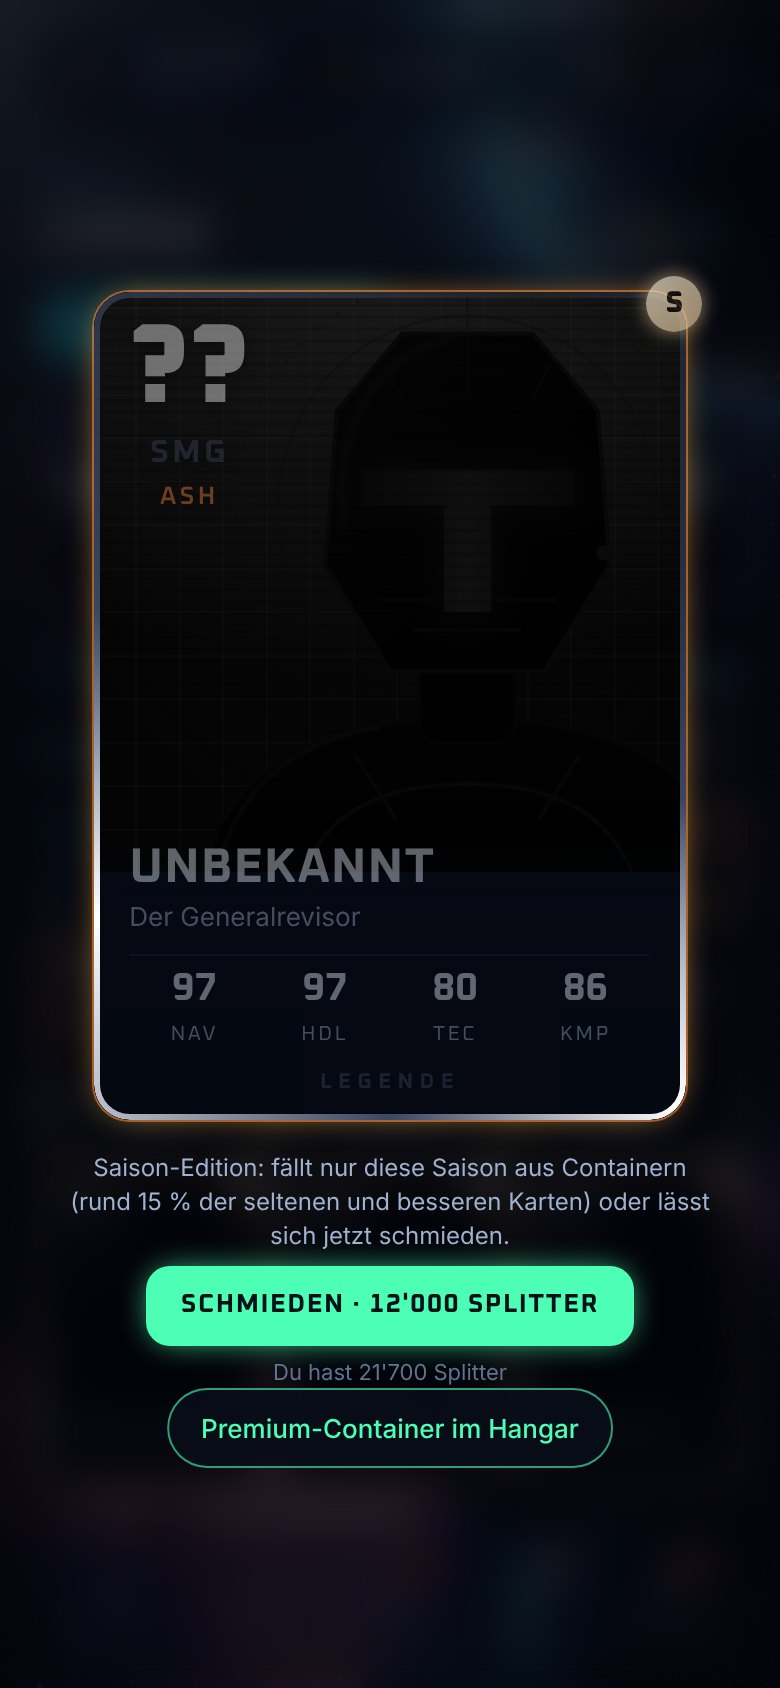 S
??
SMG
ASH
UNBEKANNT
Der Generalrevisor
97 97 80 86
NAV HDL TEC KMP
LEGENDE
Saison-Edition: fällt nur diese Saison aus Containern
(rund 15 % der seltenen und besseren Karten) oder lässt
sich jetzt schmieden.
SCHMIEDEN · 12'000 SPLITTER
Du hast 21'700 Splitter
Premium-Container im Hangar